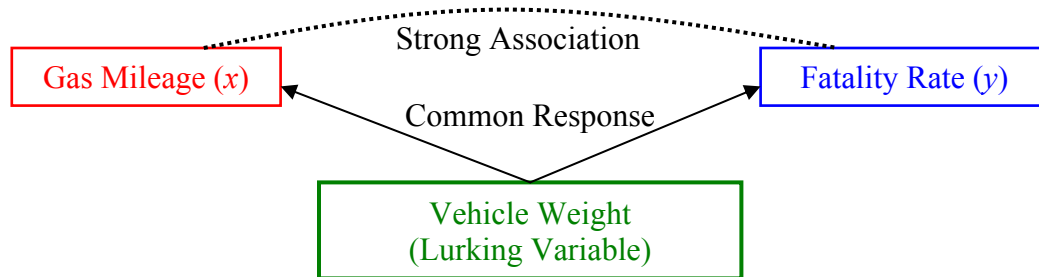 Strong Association
Gas Mileage (x)
Fatality Rate (y)
Common Response
Vehicle Weight
(Lurking Variable)